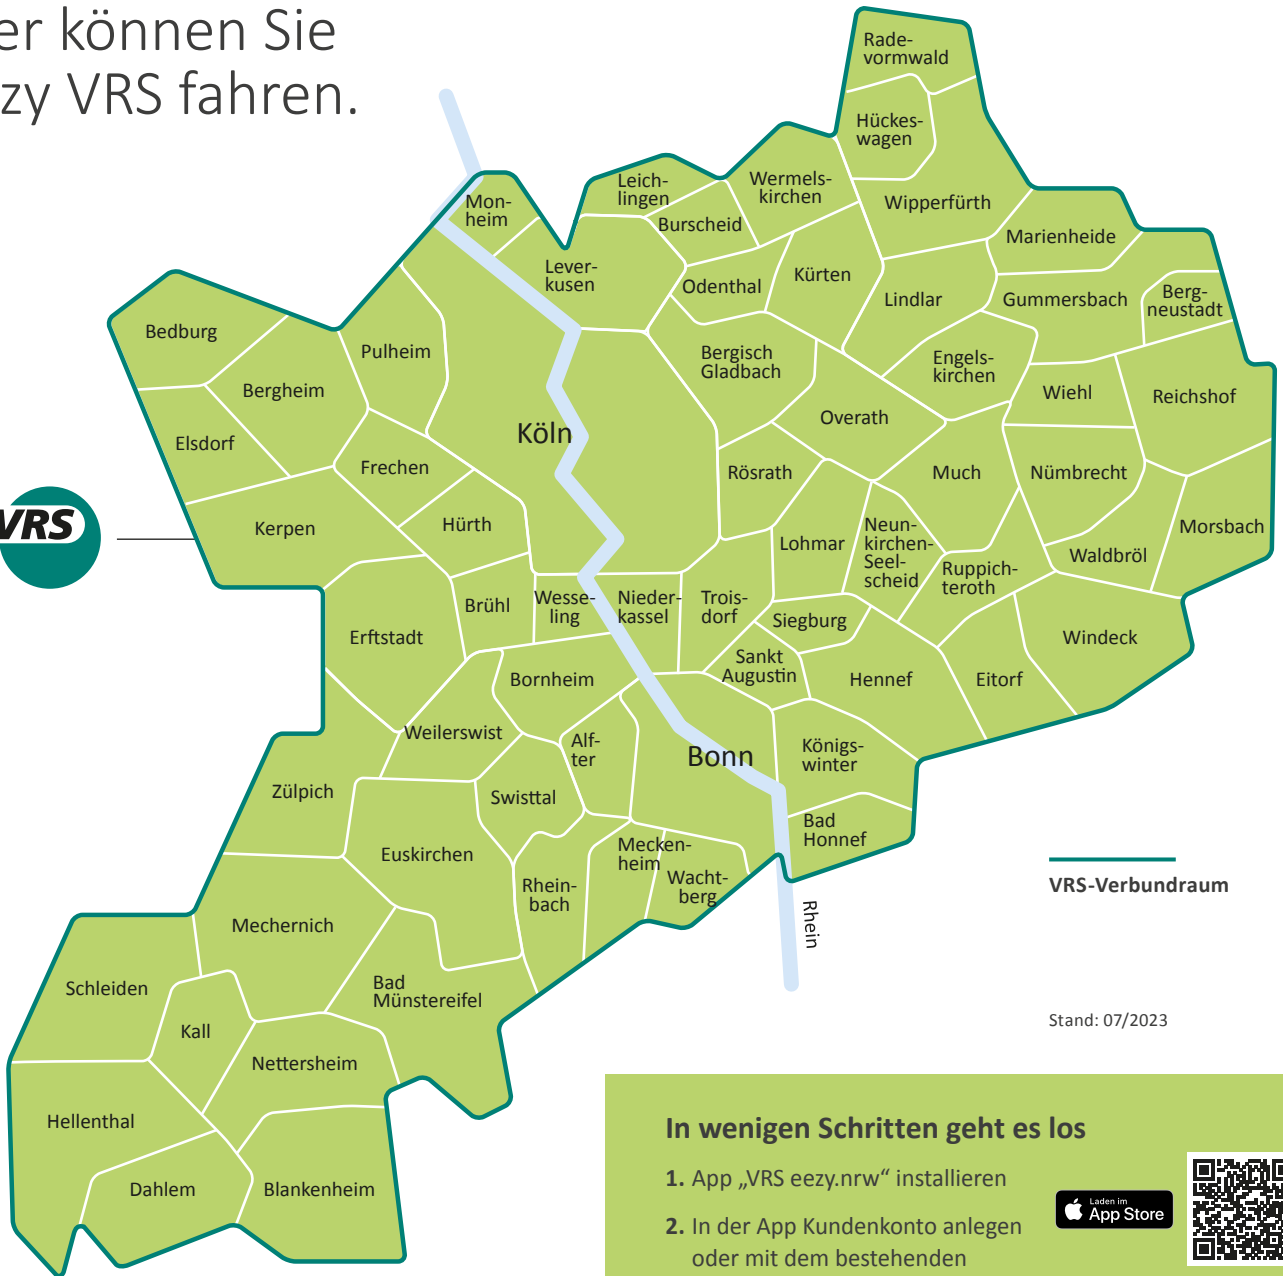 er können Sie
zy VRS fahren.
Rade-
vormwald
Hückes-
wagen
Wermels-
kirchen
Leich-
lingen
Mon-
heim
Burscheid
Wipperfürth
Marienheide
Lever-
kusen
Odenthal
Kürten
Lindlar
Gummersbach
Berg-
neustadt
Bedburg
Pulheim
Bergheim
Bergisch
Gladbach
Engels-
kirchen
Wiehl
Reichshof
Overath
Köln
Elsdorf
Frechen
Rösrath
Much
Nümbrecht
VRS
Kerpen
Hürth
Lohmar
Neun-
kirchen-
Seel-
scheid
Morsbach
Waldbröl
Ruppich-
teroth
Brühl
Wesse-
ling
Nieder-
kassel
Trois-
dorf
Siegburg
Erftstadt
Windeck
Sankt
Augustin
Bornheim
Hennef
Eitorf
Weilerswist
Alf-
ter
Bonn
Königs-
winter
Zülpich
Swisttal
Bad
Honnef
Euskirchen
Mecken-
heim
Wacht-
berg
Rhein-
bach
VRS-Verbundraum
Rhein
Mechernich
Schleiden
Bad
Münstereifel
Kall
Stand: 07/2023
Nettersheim
Hellenthal
Dahlem
Blankenheim
In wenigen Schritten geht es los
1. App „VRS eezy.nrw“ installieren
Laden im
App Store
2. In der App Kundenkonto anlegen
oder mit dem bestehenden